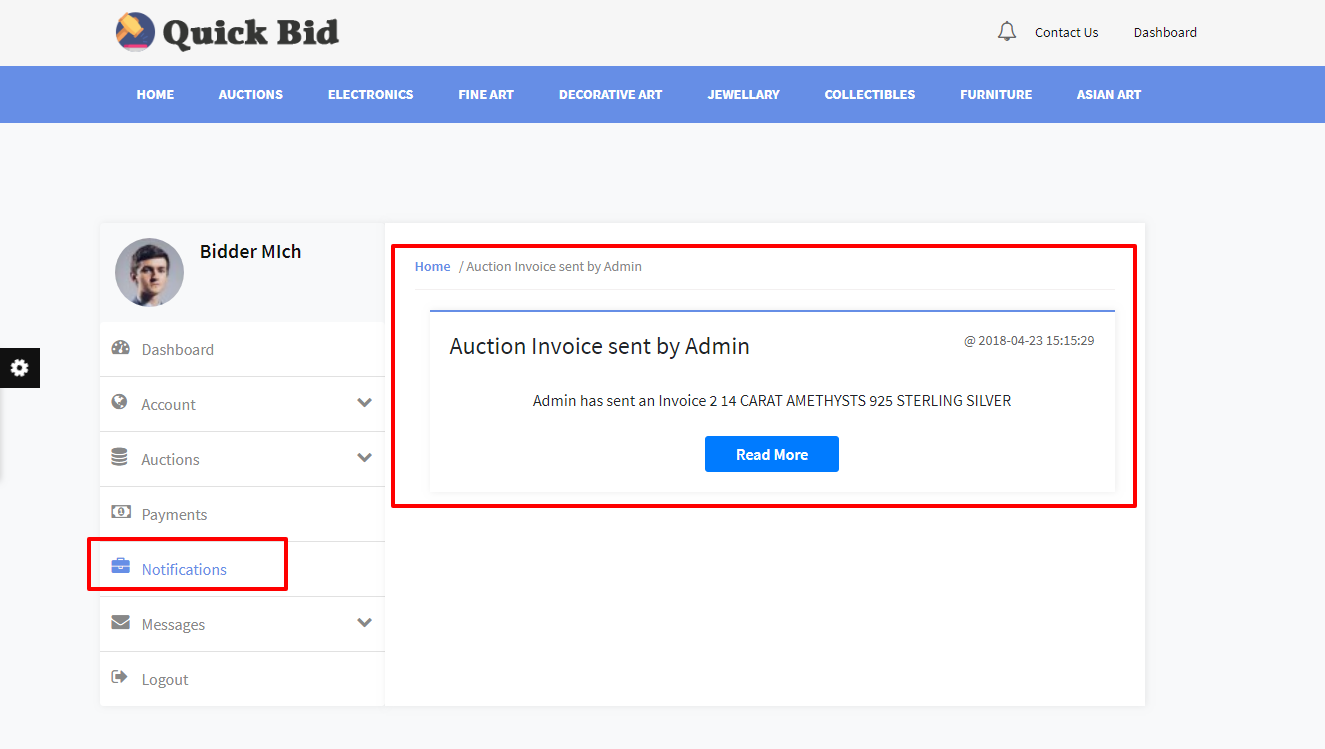 Quick Bid
Contact Us
Dashboard
HOME
AUCTIONS
ELECTRONICS
FINE ART
DECORATIVE ART
JEWELLARY
COLLECTIBLES
FURNITURE
ASIAN ART
Bidder MIch
Dashboard
Account
Auctions
Payments
Notifications
Messages
Logout
Home / Auction Invoice sent by Admin
Auction Invoice sent by Admin
@ 2018-04-23 15:15:29
Admin has sent an Invoice 2 14 CARAT AMETHYSTS 925 STERLING SILVER
Read More